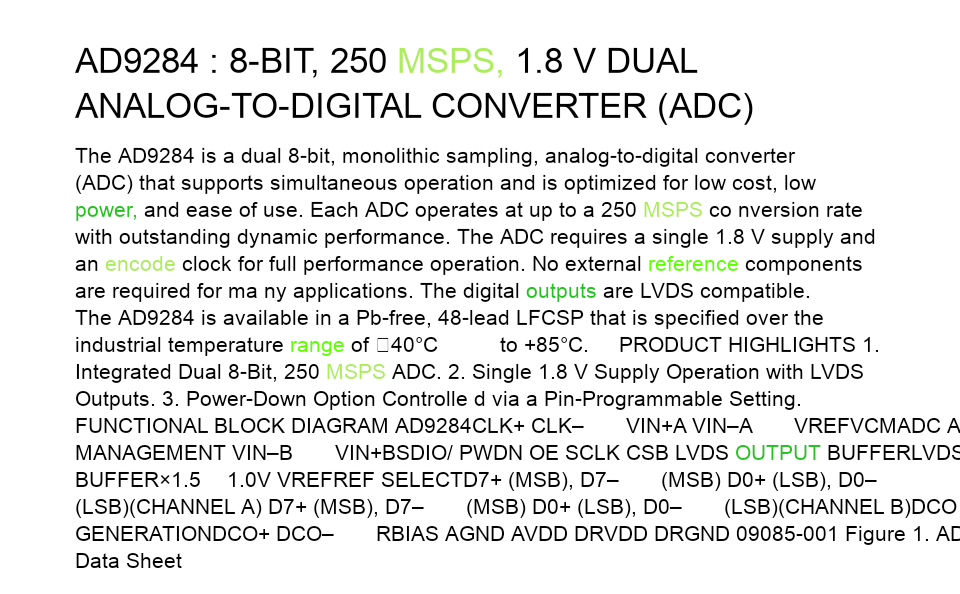 AD9284 : 8-BIT, 250 MSPS, 1.8 V DUAL
ANALOG-TO-DIGITAL CONVERTER (ADC)
The AD9284 is a dual 8-bit, monolithic sampling, analog-to-digital converter
(ADC) that supports simultaneous operation and is optimized for low cost, low
power, and ease of use. Each ADC operates at up to a 250 MSPS co nversion rate
with outstanding dynamic performance. The ADC requires a single 1.8 V supply and
an encode clock for full performance operation. No external reference components
are required for ma ny applications. The digital outputs are LVDS compatible.
The AD9284 is available in a Pb-free, 48-lead LFCSP that is specified over the
industrial temperature range of □40°C to +85°C. PRODUCT HIGHLIGHTS 1.
Integrated Dual 8-Bit, 250 MSPS ADC. 2. Single 1.8 V Supply Operation with LVDS
Outputs. 3. Power-Down Option Controlle d via a Pin-Programmable Setting.
FUNCTIONAL BLOCK DIAGRAM AD9284CLK+ CLK– VIN+A VIN–A VREFVCMADC A
MANAGEMENT VIN–B VIN+BSDIO/ PWDN OE SCLK CSB LVDS OUTPUT BUFFERLVDS
BUFFER×1.5 1.0V VREFREF SELECTD7+ (MSB), D7– (MSB) D0+ (LSB), D0–
(LSB)(CHANNEL A) D7+ (MSB), D7– (MSB) D0+ (LSB), D0– (LSB)(CHANNEL B)DCO
GENERATIONDCO+ DCO– RBIAS AGND AVDD DRVDD DRGND 09085-001 Figure 1. AD
Data Sheet